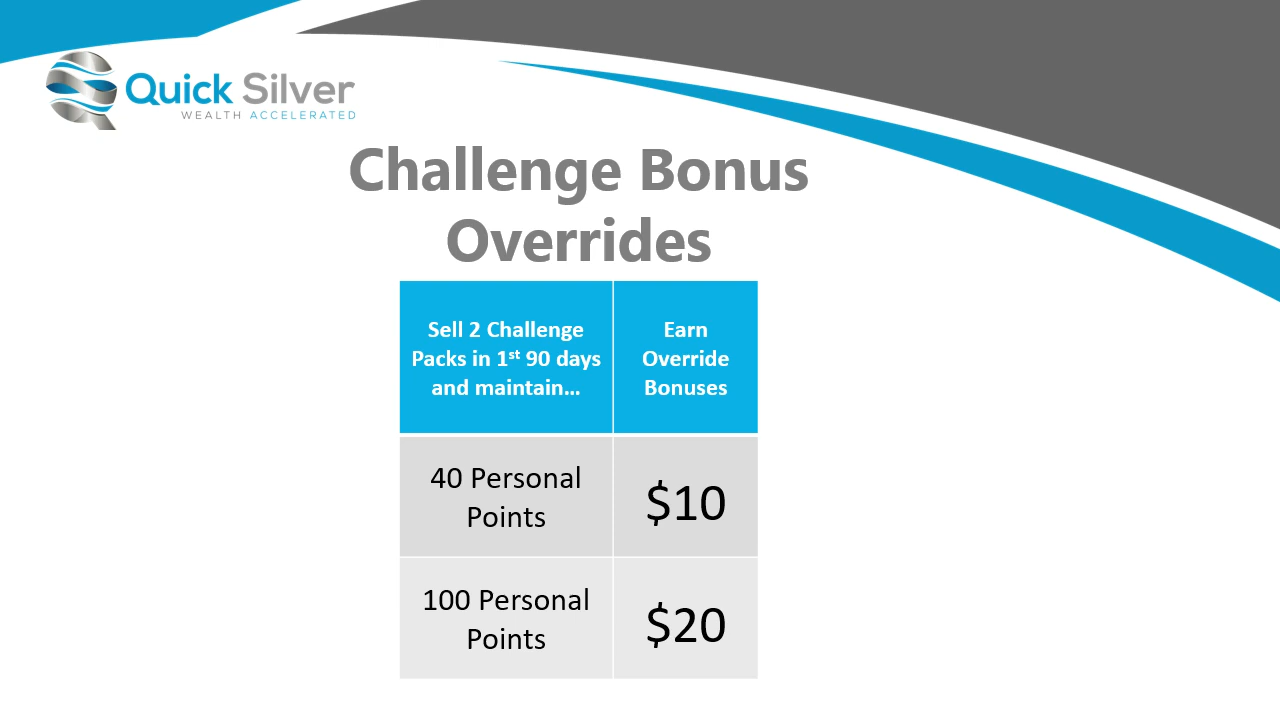 Quick Silver
WEALTH ACCELERATED
Challenge Bonus
Overrides
Sell 2 Challenge
Packs in 1st 90 days
and maintain...
Earn
Override
Bonuses
40 Personal
Points
$10
100 Personal
Points
$20